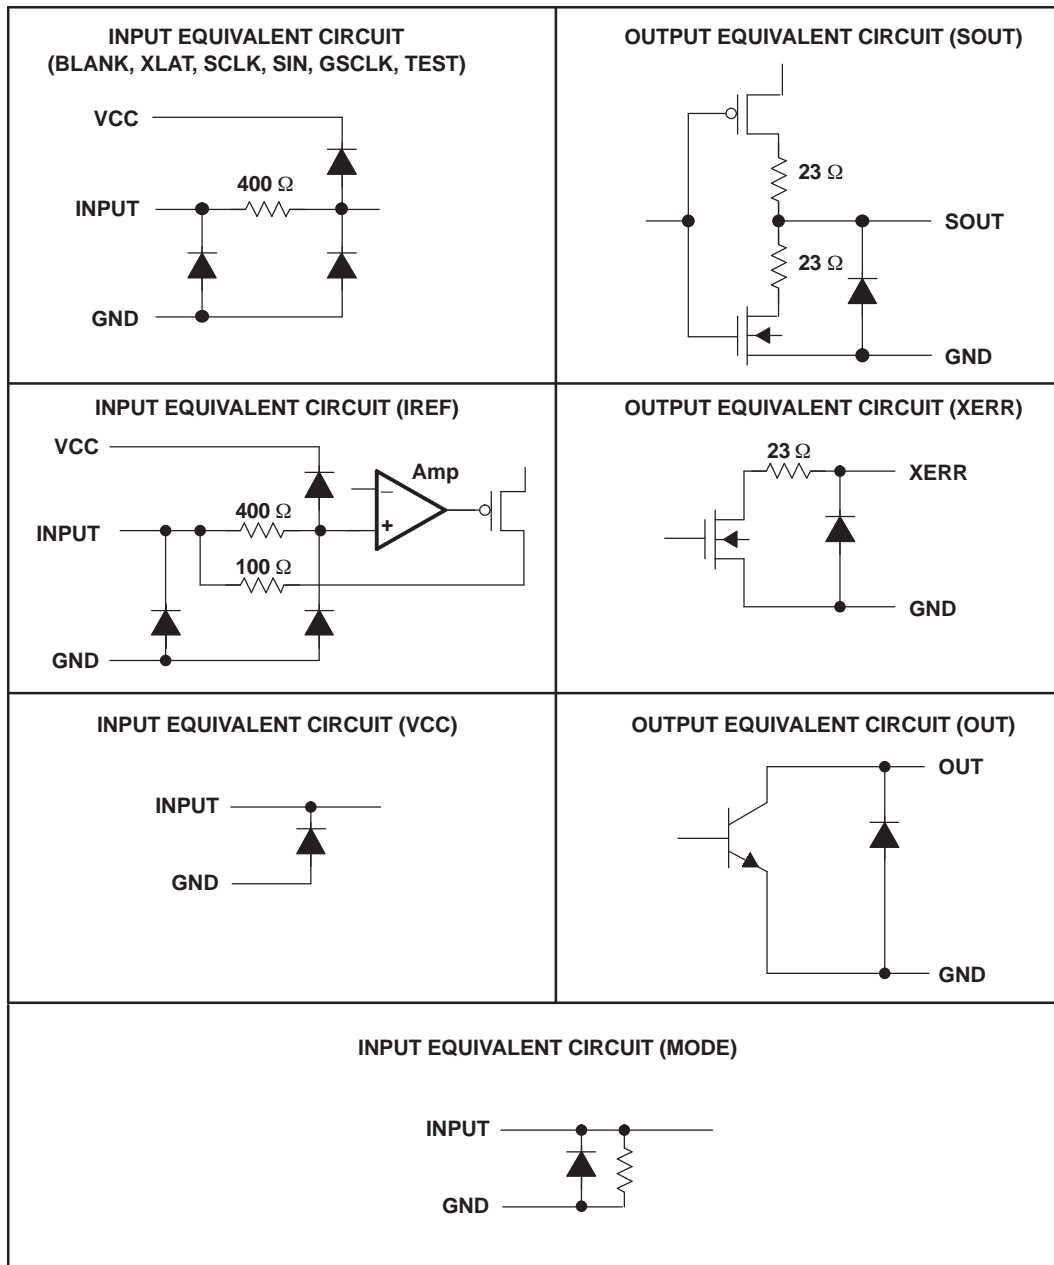 INPUT EQUIVALENT CIRCUIT
(BLANK, XLAT, SCLK, SIN, GSCLK, TEST)
VCC
400 Ω
INPUT
GND
OUTPUT EQUIVALENT CIRCUIT (SOUT)
23 Ω
SOUT
23 Ω
GND
INPUT EQUIVALENT CIRCUIT (IREF)
VCC
Amp
400 Ω
INPUT
100 Ω
GND
OUTPUT EQUIVALENT CIRCUIT (XERR)
23 Ω
XERR
GND
INPUT EQUIVALENT CIRCUIT (VCC)
INPUT
GND
OUTPUT EQUIVALENT CIRCUIT (OUT)
OUT
GND
INPUT EQUIVALENT CIRCUIT (MODE)
INPUT
GND